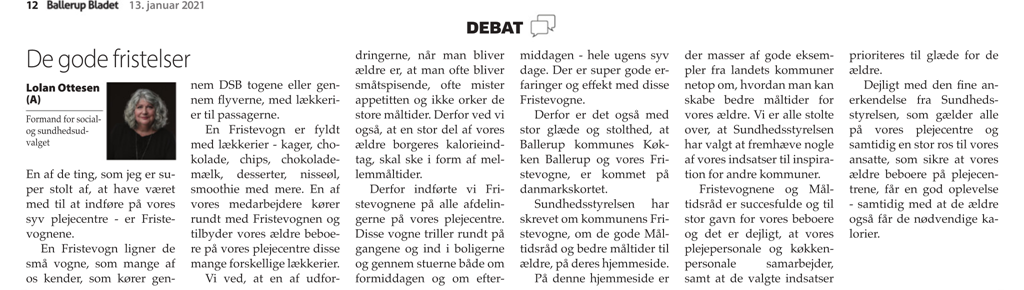 12 Ballerup Bladet 13. januar 2021
DEBAT
De gode fristelser
Lolan Ottesen
(A)
Formand for social-
og sundhedsud-
valget
En af de ting, som jeg er su-
per stolt af, at have været
med til at indføre på vores
syv plejecentre - er Friste-
vognene.
En Fristevogn ligner de
små vogne, som mange af
os kender, som kører gen-
nem DSB togene eller gen-
nem flyverne, med lækkeri-
er til passagerne.
En Fristevogn er fyldt
med lækkerier - kager, cho-
kolade, chips, chokolade-
mælk, desserter, nisseøl,
smoothie med mere. En af
vores medarbejdere kører
rundt med Fristevognen og
tilbyder vores ældre beboe-
re på vores plejecentre disse
mange forskellige lækkerier.
Vi ved, at en af udfor-
dringerne, når man bliver
ældre er, at man ofte bliver
småtspisende, ofte mister
appetitten og ikke orker de
store måltider. Derfor ved vi
også, at en stor del af vores
ældre borgeres kalorieind-
tag, skal ske i form af mel-
lemmåltider.
Derfor indførte vi Fri-
stevognene på alle afdelin-
gerne på vores plejecentre.
Disse vogne triller rundt på
gangene og ind i boligerne
og gennem stuerne både om
formiddagen og om efter-
middagen - hele ugens syv
dage. Der er super gode er-
faringer og effekt med disse
Fristevogne.
Derfor er det også med
stor glæde og stolthed, at
Ballerup kommunes Køk-
ken Ballerup og vores Fri-
stevogne, er kommet på
danmarkskortet.
Sundhedsstyrelsen har
skrevet om kommunens Fri-
stevogne, om de gode Mål-
tidsråd og bedre måltider til
ældre, på deres hjemmeside.
På denne hjemmeside er
der masser af gode eksem-
pler fra landets kommuner
netop om, hvordan man kan
skabe bedre måltider for
vores ældre. Vi er alle stolte
over, at Sundhedsstyrelsen
har valgt at fremhæve nogle
af vores indsatser til inspira-
tion for andre kommuner.
Fristevognene og Mål-
tidsråd er succesfulde og til
stor gavn for vores beboere
og det er dejligt, at vores
plejepersonale og køkken-
personale samarbejder,
samt at de valgte indsatser
prioriteres til glæde for de
ældre.
Dejligt med den fine an-
erkendelse fra Sundheds-
styrelsen, som gælder alle
på vores plejecentre og
samtidig en stor ros til vores
ansatte, som sikre at vores
ældre beboere på plejecen-
trene, får en god oplevelse
- samtidig med at de ældre
også får de nødvendige ka-
lorier.